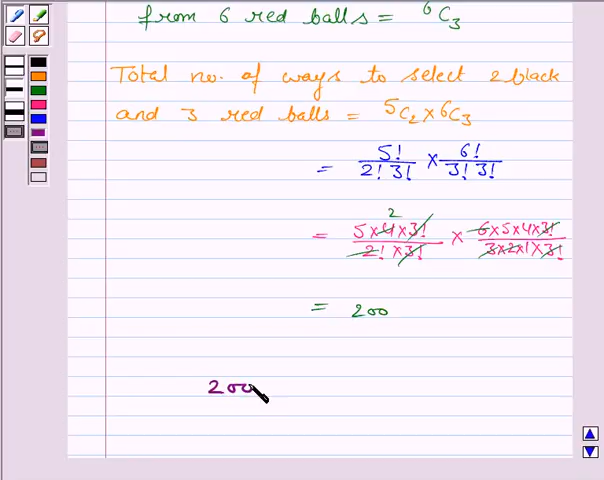 from 6 red balls = ⁶C₃
Total no. of ways to select 2 black
and 3 red balls = ⁵C₂ × ⁶C₃
= 5!/2! 3! × 6!/3! 3!
2
= 5×4×3!/2! ×3! × 6×5×4×3!/3×2×1×3!
= 200
200